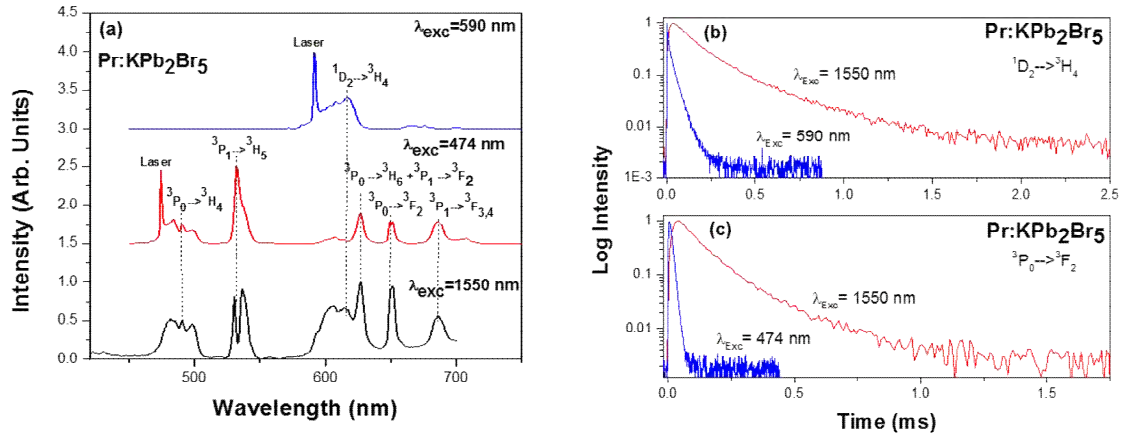 (a)
λexc=590 nm
Laser
Pr:KPb2Br5
1D2-->3H4
λexc=474 nm
3P1-->3H5
Laser
3P0-->3H6+3P1-->3F2
3P0-->3H4
3P0-->3F2
3P1-->3F3,4
λexc=1550 nm
4.5
4.0
3.5
3.0
2.5
2.0
1.5
1.0
0.5
0.0
500
600
700
Intensity (Arb. Units)
Wavelength (nm)
(b)
Pr:KPb2Br5
1D2-->3H4
λExc= 1550 nm
λExc= 590 nm
1
0.1
0.01
1E-3
0.0
0.5
1.0
1.5
2.0
2.5
Log Intensity
(c)
Pr:KPb2Br5
3P0-->3F2
λExc= 1550 nm
λExc= 474 nm
1
0.1
0.01
0.0
0.5
1.0
1.5
Time (ms)